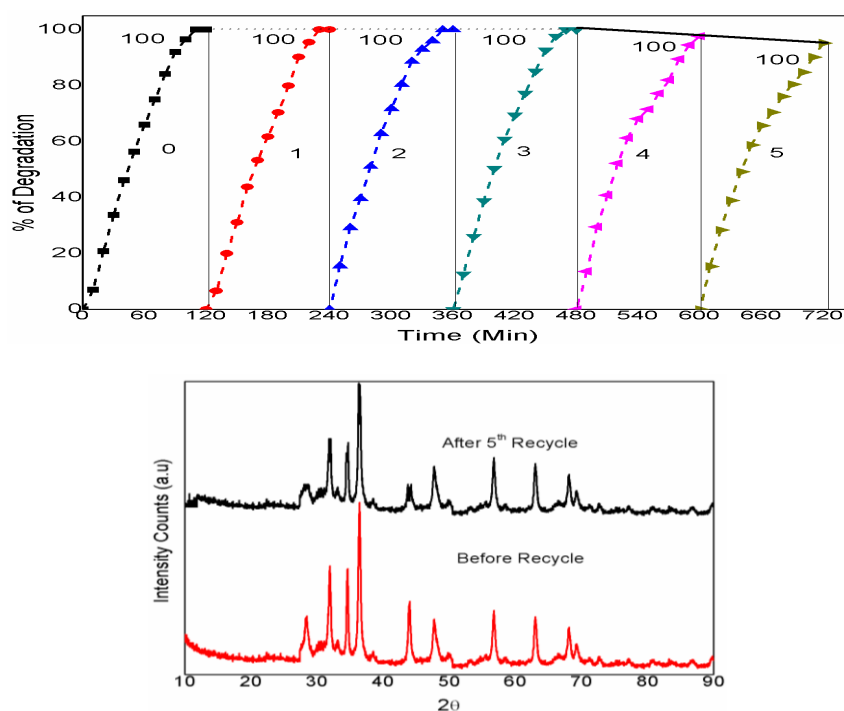 % of Degradation
100
80
60
40
20
0
100 100 100 100 100 100
0 1 2 3 4 5
0 60 120 180 240 300 360 420 480 540 600 660 720
Time (Min)
Intensity Counts (a.u)
After 5th Recycle
Before Recycle
10 20 30 40 50 60 70 80 90
2θ